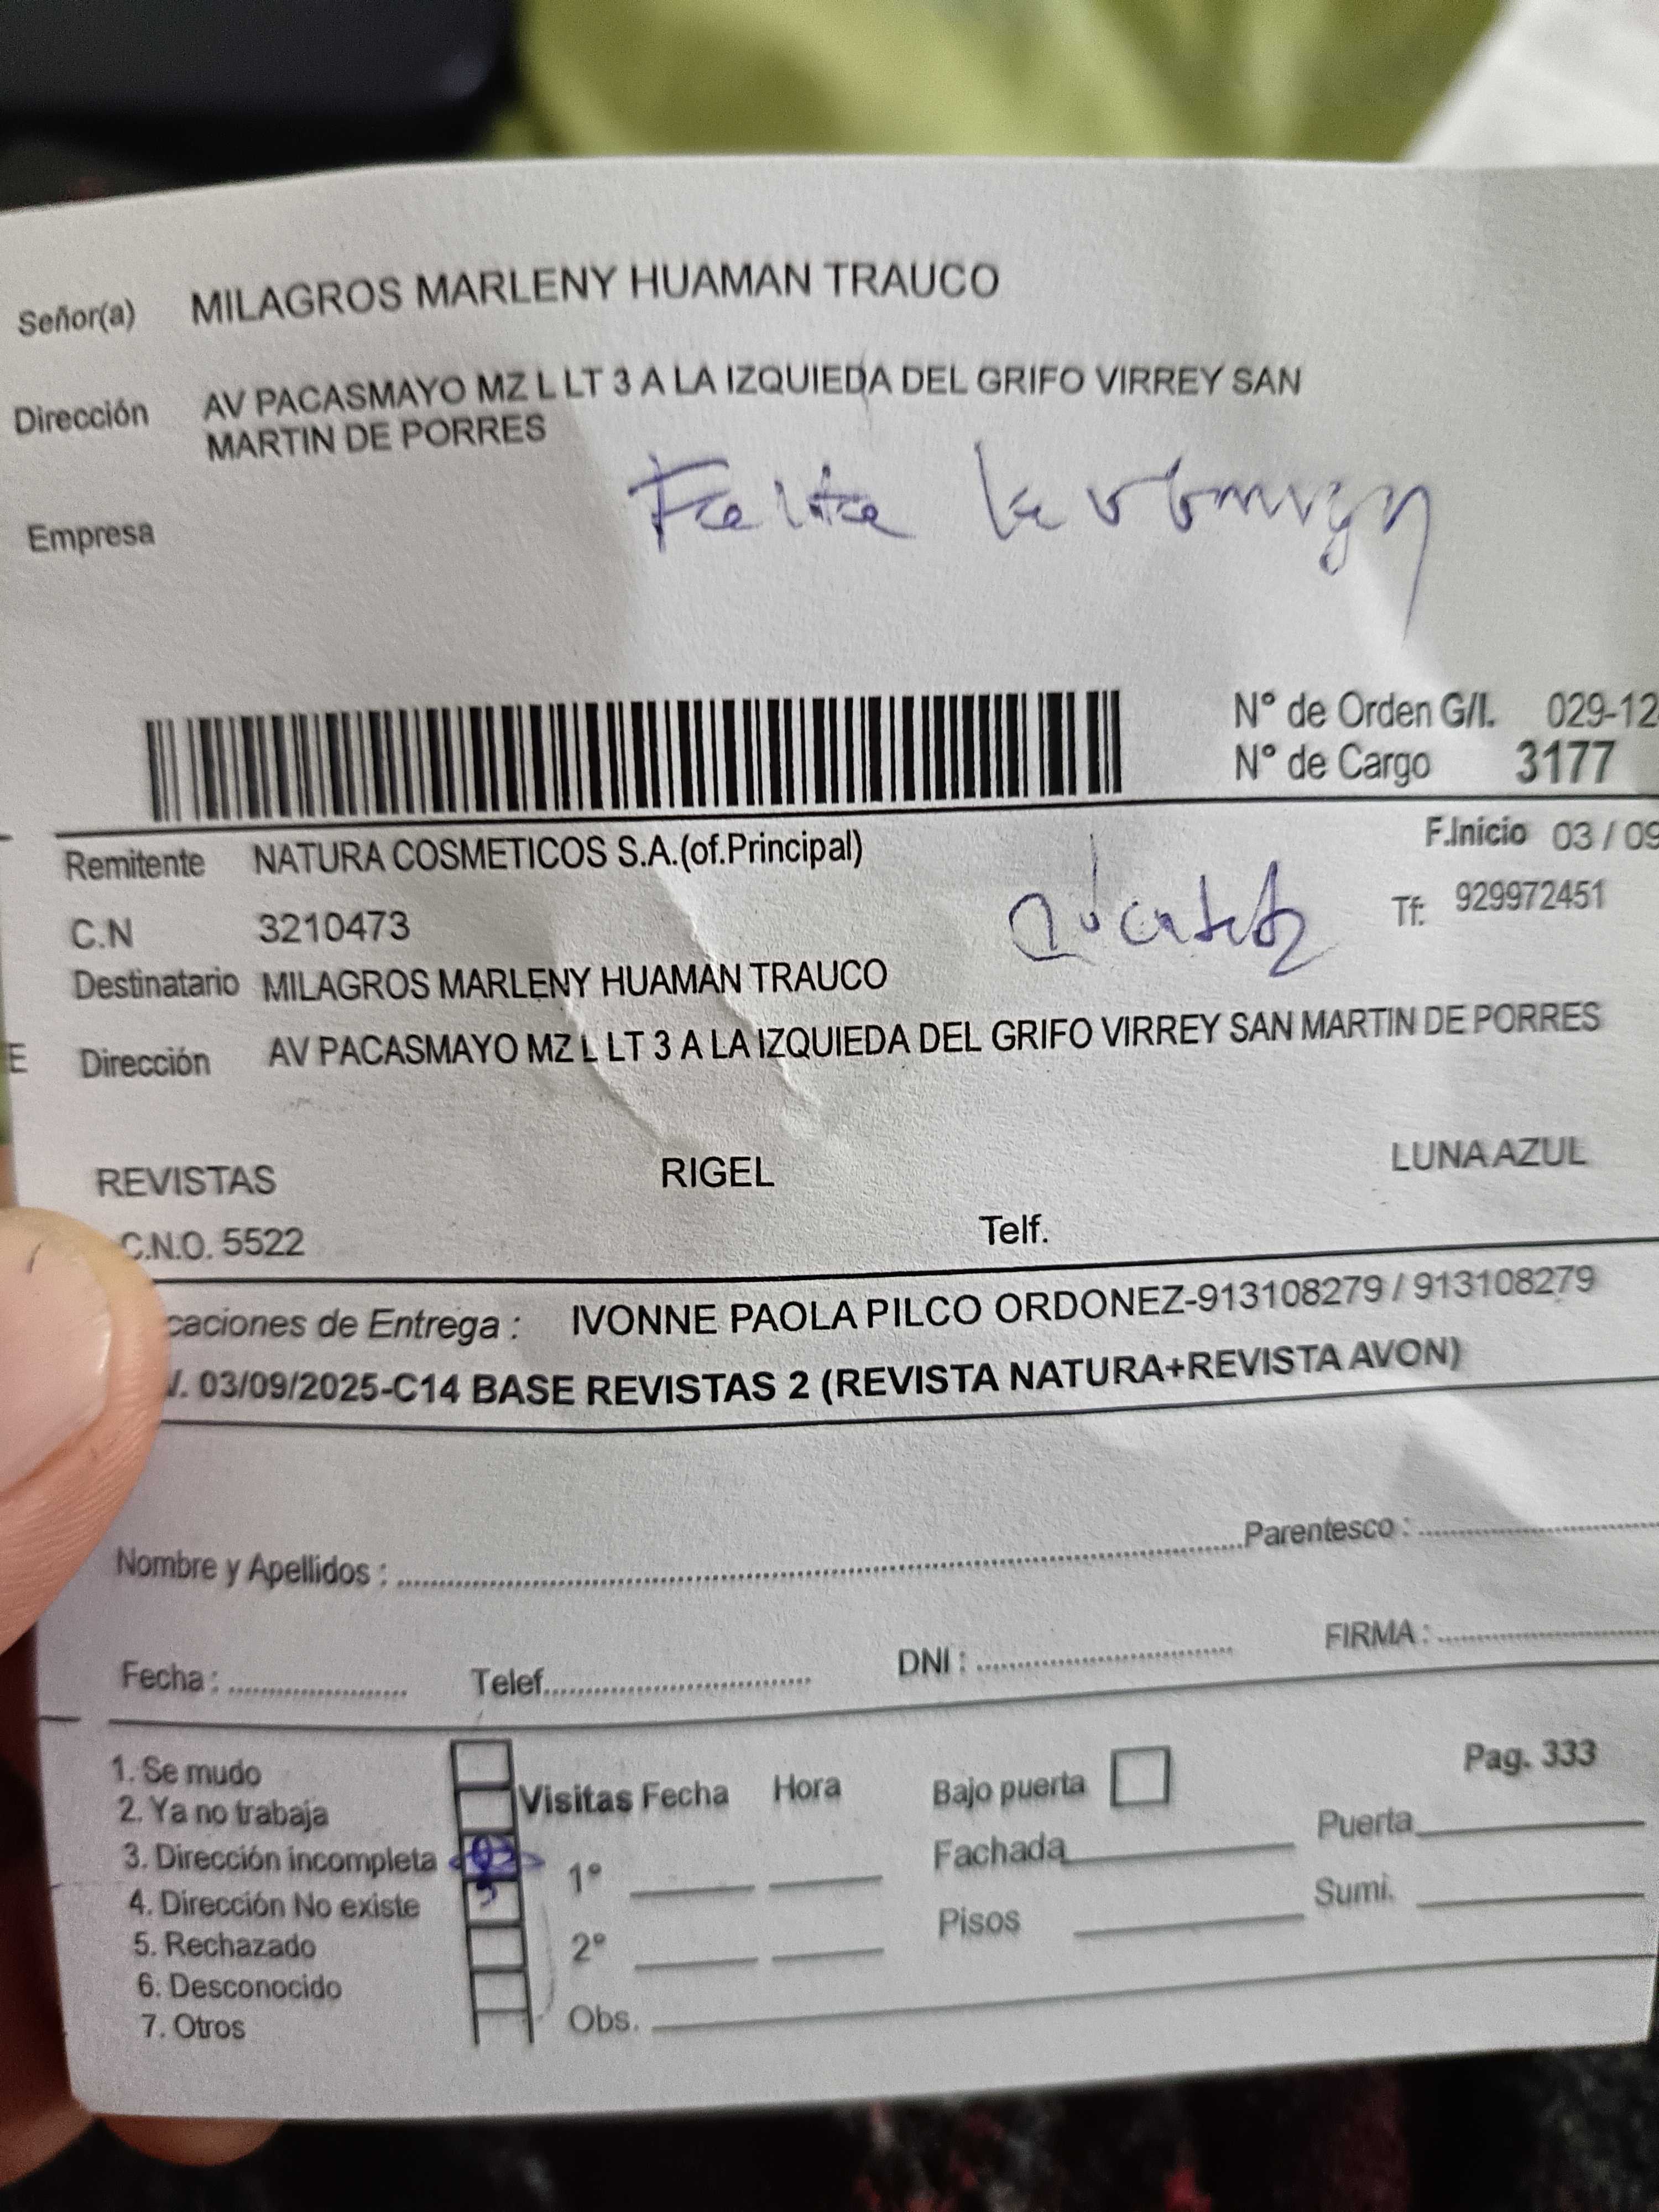 Señor(a) MILAGROS MARLENY HUAMAN TRAUCO
Dirección AV PACASMAYO MZ L LT 3 A LA IZQUIEDA DEL GRIFO VIRREY SAN
MARTIN DE PORRES
Falta la
Empresa
N° de Orden G/I. 029-12
N° de Cargo 3177
Remitente NATURA COSMETICOS S.A.(of.Principal)
F.Inicio 03 / 09
C.N 3210473
Tf: 929972451
Destinatario MILAGROS MARLENY HUAMAN TRAUCO
E Dirección AV PACASMAYO MZ L LT 3 A LA IZQUIEDA DEL GRIFO VIRREY SAN MARTIN DE PORRES
REVISTAS RIGEL LUNA AZUL
C.N.O. 5522 Telf.
caciones de Entrega : IVONNE PAOLA PILCO ORDONEZ-913108279 / 913108279
/. 03/09/2025-C14 BASE REVISTAS 2 (REVISTA NATURA+REVISTA AVON)
Nombre y Apellidos : Parentesco :
Fecha : Telef. DNI : FIRMA :
1. Se mudo
2. Ya no trabaja
3. Dirección incompleta
4. Dirección No existe
5. Rechazado
6. Desconocido
7. Otros
Visitas Fecha Hora
1°
2°
Obs.
Bajo puerta
Fachada
Pisos
Pag. 333
Puerta
Sumi.